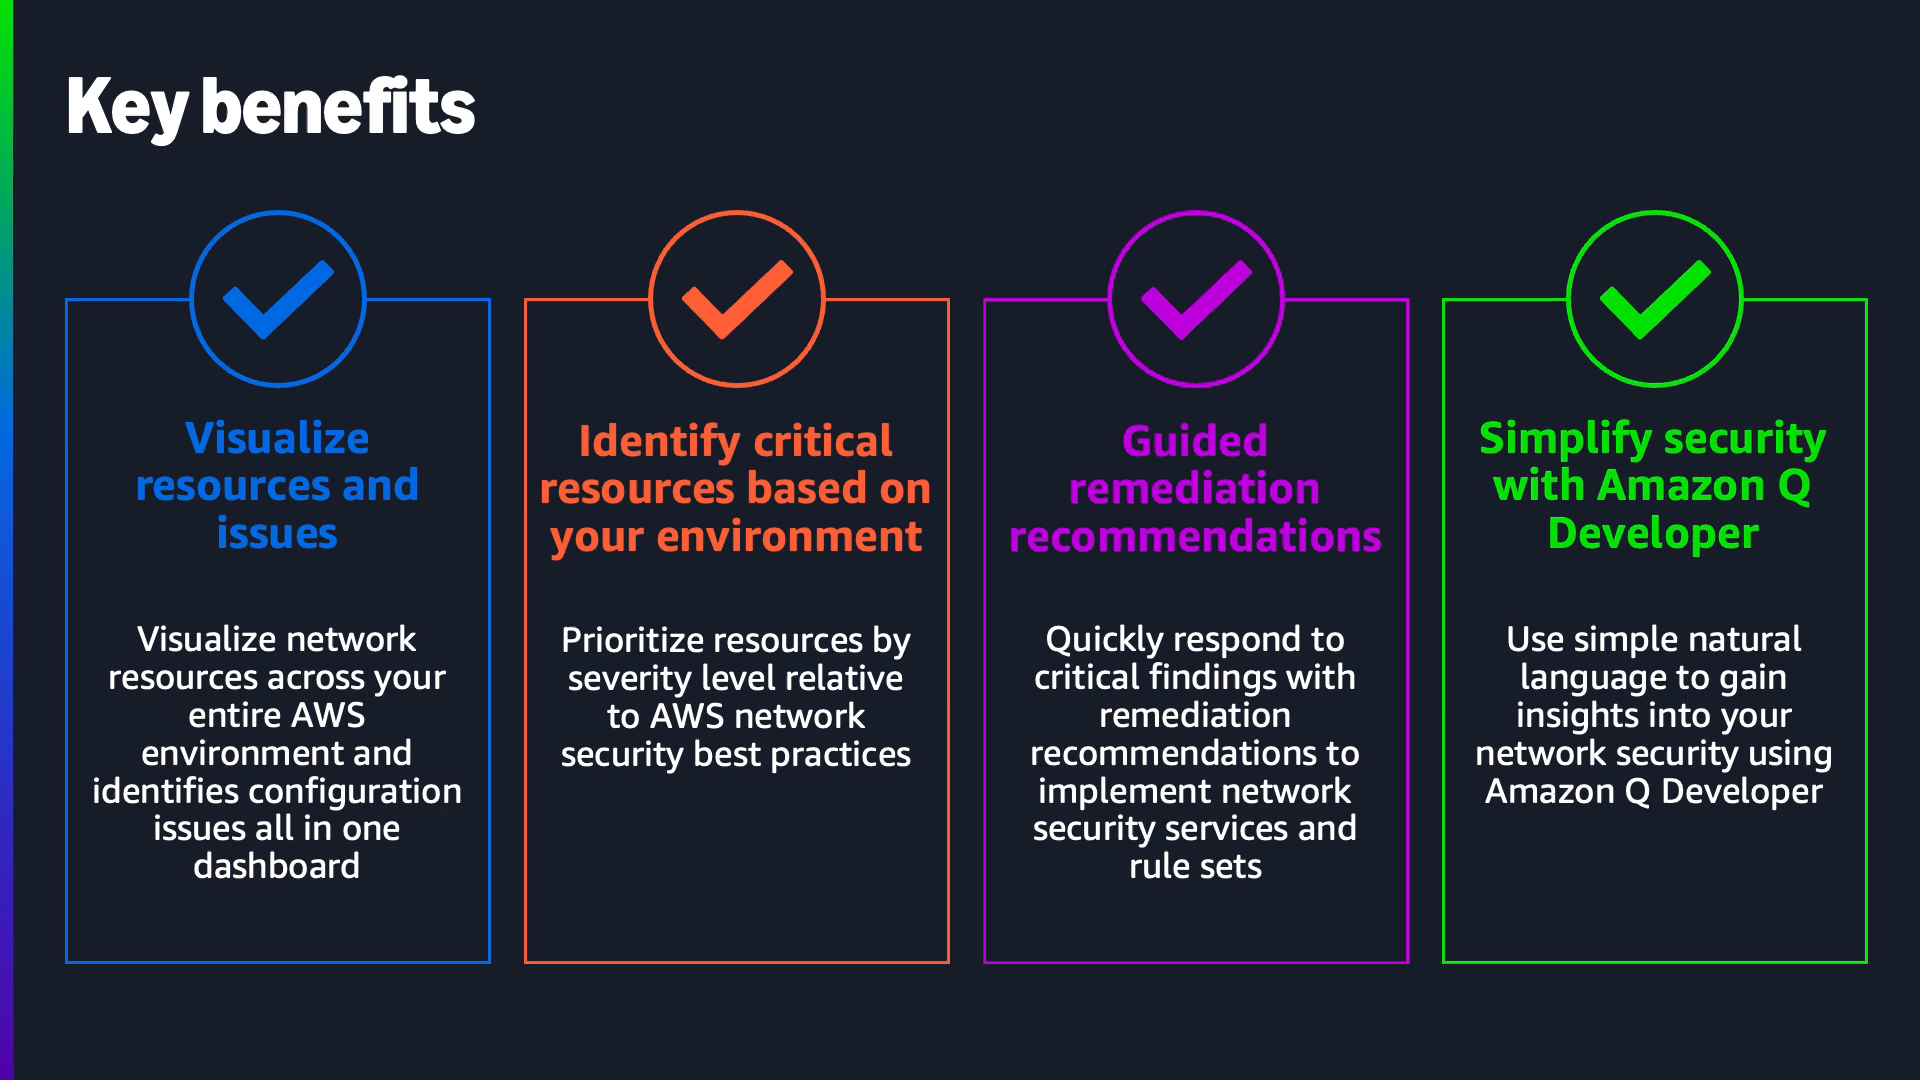 Key benefits
Visualize
resources and
issues
Visualize network
resources across your
entire AWS
environment and
identifies configuration
issues all in one
dashboard
Identify critical
resources based on
your environment
Prioritize resources by
severity level relative
to AWS network
security best practices
Guided
remediation
recommendations
Quickly respond to
critical findings with
remediation
recommendations to
implement network
security services and
rule sets
Simplify security
with Amazon Q
Developer
Use simple natural
language to gain
insights into your
network security using
Amazon Q Developer